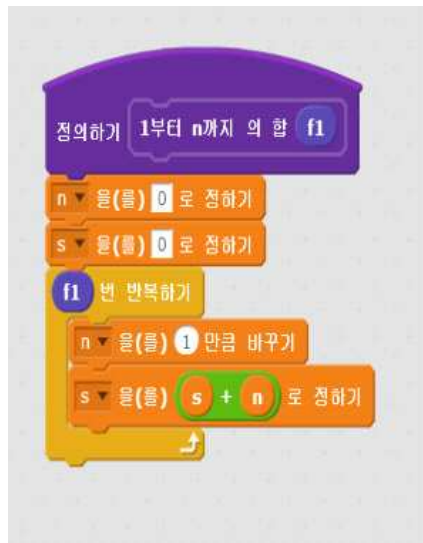 정의하기 1부터 n까지 의 합 f1
n 을(를) 0 로 정하기
s 을(를) 0 로 정하기
f1 번 반복하기
n 을(를) 1 만큼 바꾸기
s 을(를) s + n 로 정하기